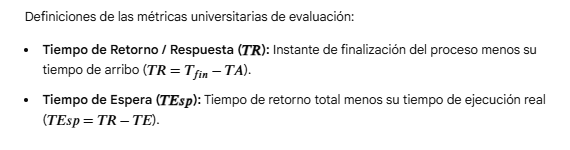 Definiciones de las métricas universitarias de evaluación:
• Tiempo de Retorno / Respuesta (TR): Instante de finalización del proceso menos su
tiempo de arribo (TR = T_fin − TA).
• Tiempo de Espera (TEsp): Tiempo de retorno total menos su tiempo de ejecución real
(TEsp = TR − TE).